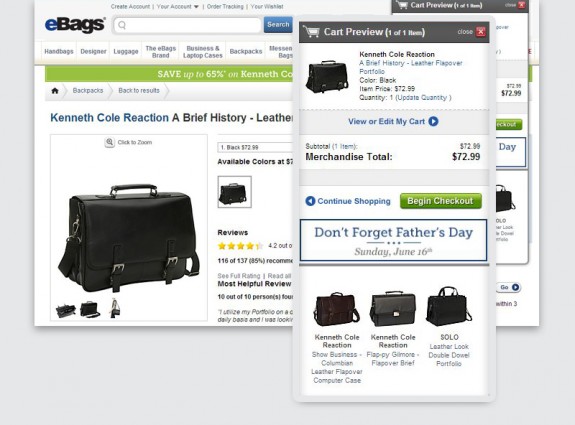 Create Account | Your Account | Order Tracking | Your Wishlist
eBags
Search
Handbags Designer Luggage The eBags Brand Business & Laptop Cases Backpacks
SAVE up to 65%* on Kenneth Co
Backpacks Back to results
Kenneth Cole Reaction A Brief History - Leather
Click to Zoom
1. Black $72.99
Available Colors at $7
Reviews
4.2 out o
116 of 137 (85%) recomme
See Full Rating | Read all
Most Helpful Review
10 out of 10 person(s) fou
"I utilize my Portfolio on a
daily basis and I was lookin
Cart Preview (1 of 1 Item) close
Kenneth Cole Reaction
A Brief History - Leather Flapover
Portfolio
Color: Black
Item Price: $72.99
Quantity: 1 (Update Quantity )
View or Edit My Cart
Subtotal (1 Item): $72.99
Merchandise Total: $72.99
Continue Shopping Begin Checkout
Don't Forget Father's Day
Sunday, June 16th
Kenneth Cole
Reaction
Show Business -
Columbian
Leather Flapover
Computer Case
Kenneth Cole
Reaction
Flap-py Gilmore -
Flapover Brief
SOLO
Leather Look
Double Dowel
Portfolio
Cart Preview (1 of 1 Item) close
$72.99
$72.99
eckout
Day
SOLO
Leather Look
Double Dowel
Portfolio
Go
within 3